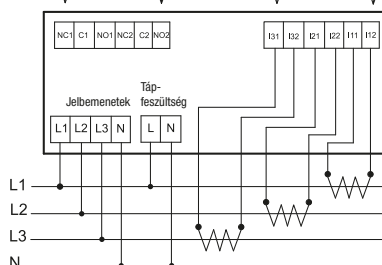 NC1 C1 NO1 NC2 C2 NO2 I31 I32 I21 I22 I11 I12
Jelbemenetek
Táp-
feszültség
L1 L2 L3 N L N
L1
L2
L3
N